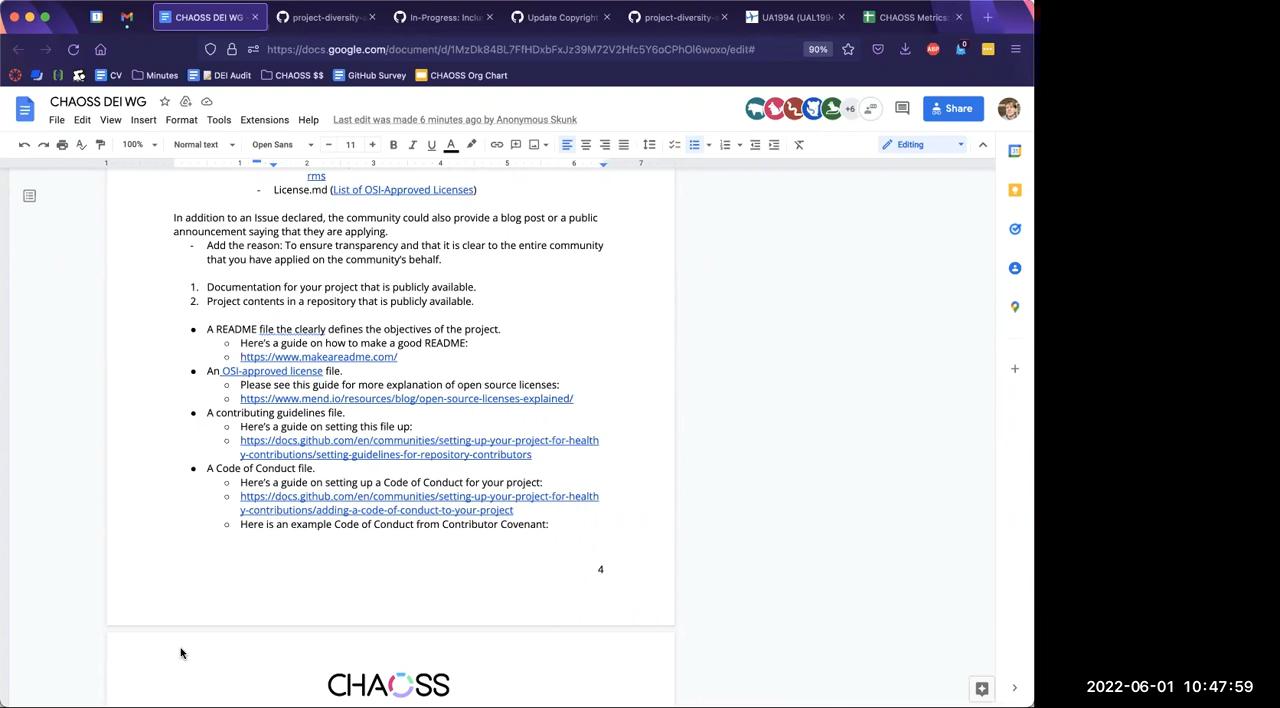 CHAOSS DEI WG
project-diversity-
In-Progress: Inclu
Update Copyright
project-diversity-
UA1994 (UAL199
CHAOSS Metrics
https://docs.google.com/document/d/1MzDk84BL7FfHDxbFxJz39M72V2Hfc5Y6oCPhOl6woxo/edit#
90%
ABP
0
CV
Minutes
DEI Audit
CHAOSS $$
GitHub Survey
CHAOSS Org Chart
CHAOSS DEI WG
File Edit View Insert Format Tools Extensions Help
Last edit was made 6 minutes ago by Anonymous Skunk
+6
Share
100%
Normal text
Open Sans
11
B I U A
Editing
1 1 2 3 4 5 6 7
rms
- License.md (List of OSI-Approved Licenses)
In addition to an Issue declared, the community could also provide a blog post or a public
announcement saying that they are applying.
- Add the reason: To ensure transparency and that it is clear to the entire community
that you have applied on the community's behalf.
1. Documentation for your project that is publicly available.
2. Project contents in a repository that is publicly available.
● A README file the clearly defines the objectives of the project.
○ Here's a guide on how to make a good README:
○ https://www.makeareadme.com/
● An OSI-approved license file.
○ Please see this guide for more explanation of open source licenses:
○ https://www.mend.io/resources/blog/open-source-licenses-explained/
● A contributing guidelines file.
○ Here's a guide on setting this file up:
○ https://docs.github.com/en/communities/setting-up-your-project-for-health
y-contributions/setting-guidelines-for-repository-contributors
● A Code of Conduct file.
○ Here's a guide on setting up a Code of Conduct for your project:
○ https://docs.github.com/en/communities/setting-up-your-project-for-health
y-contributions/adding-a-code-of-conduct-to-your-project
○ Here is an example Code of Conduct from Contributor Covenant:
4
CHAOSS
2022-06-01 10:47:59